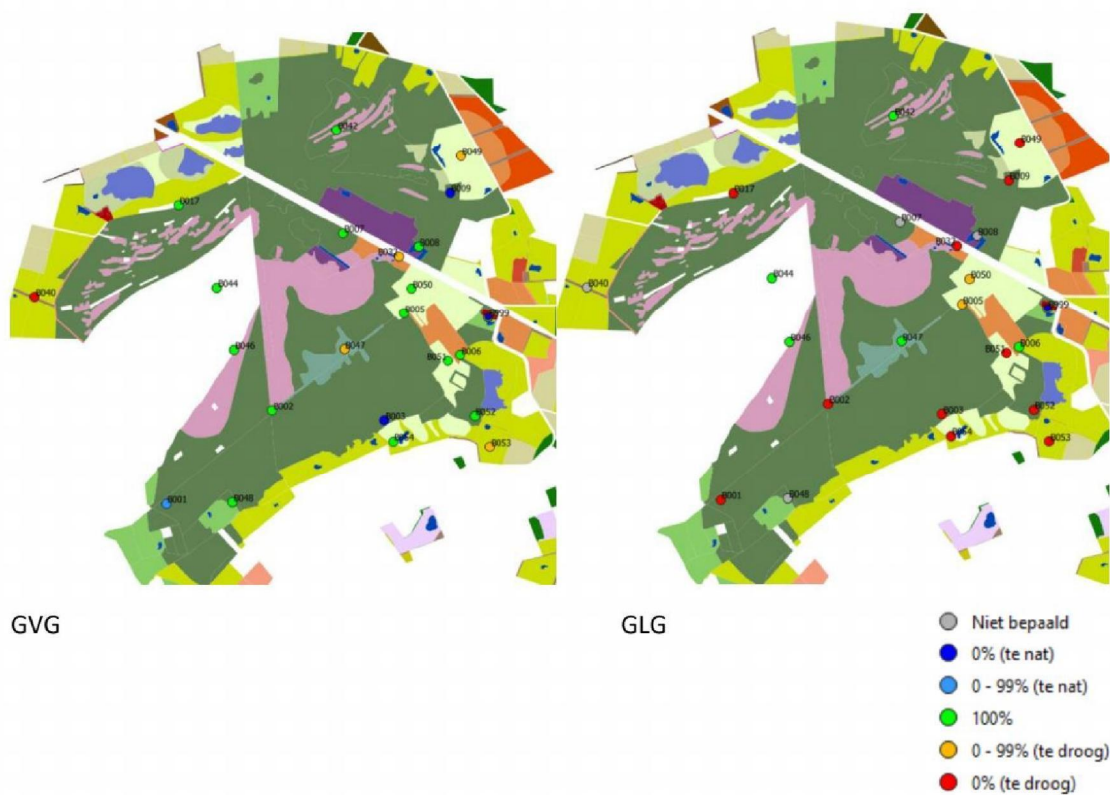 B042
B049
B009
B017
B007
B008
B040
B044
B050
B005
B046
B047
B051
B006
B002
B003
B052
B053
B001
B048
B042
B049
B009
B017
B007
B008
B040
B044
B050
B005
B046
B047
B051
B006
B002
B003
B052
B053
B001
B048
GVG
GLG
Niet bepaald
0% (te nat)
0 - 99% (te nat)
100%
0 - 99% (te droog)
0% (te droog)